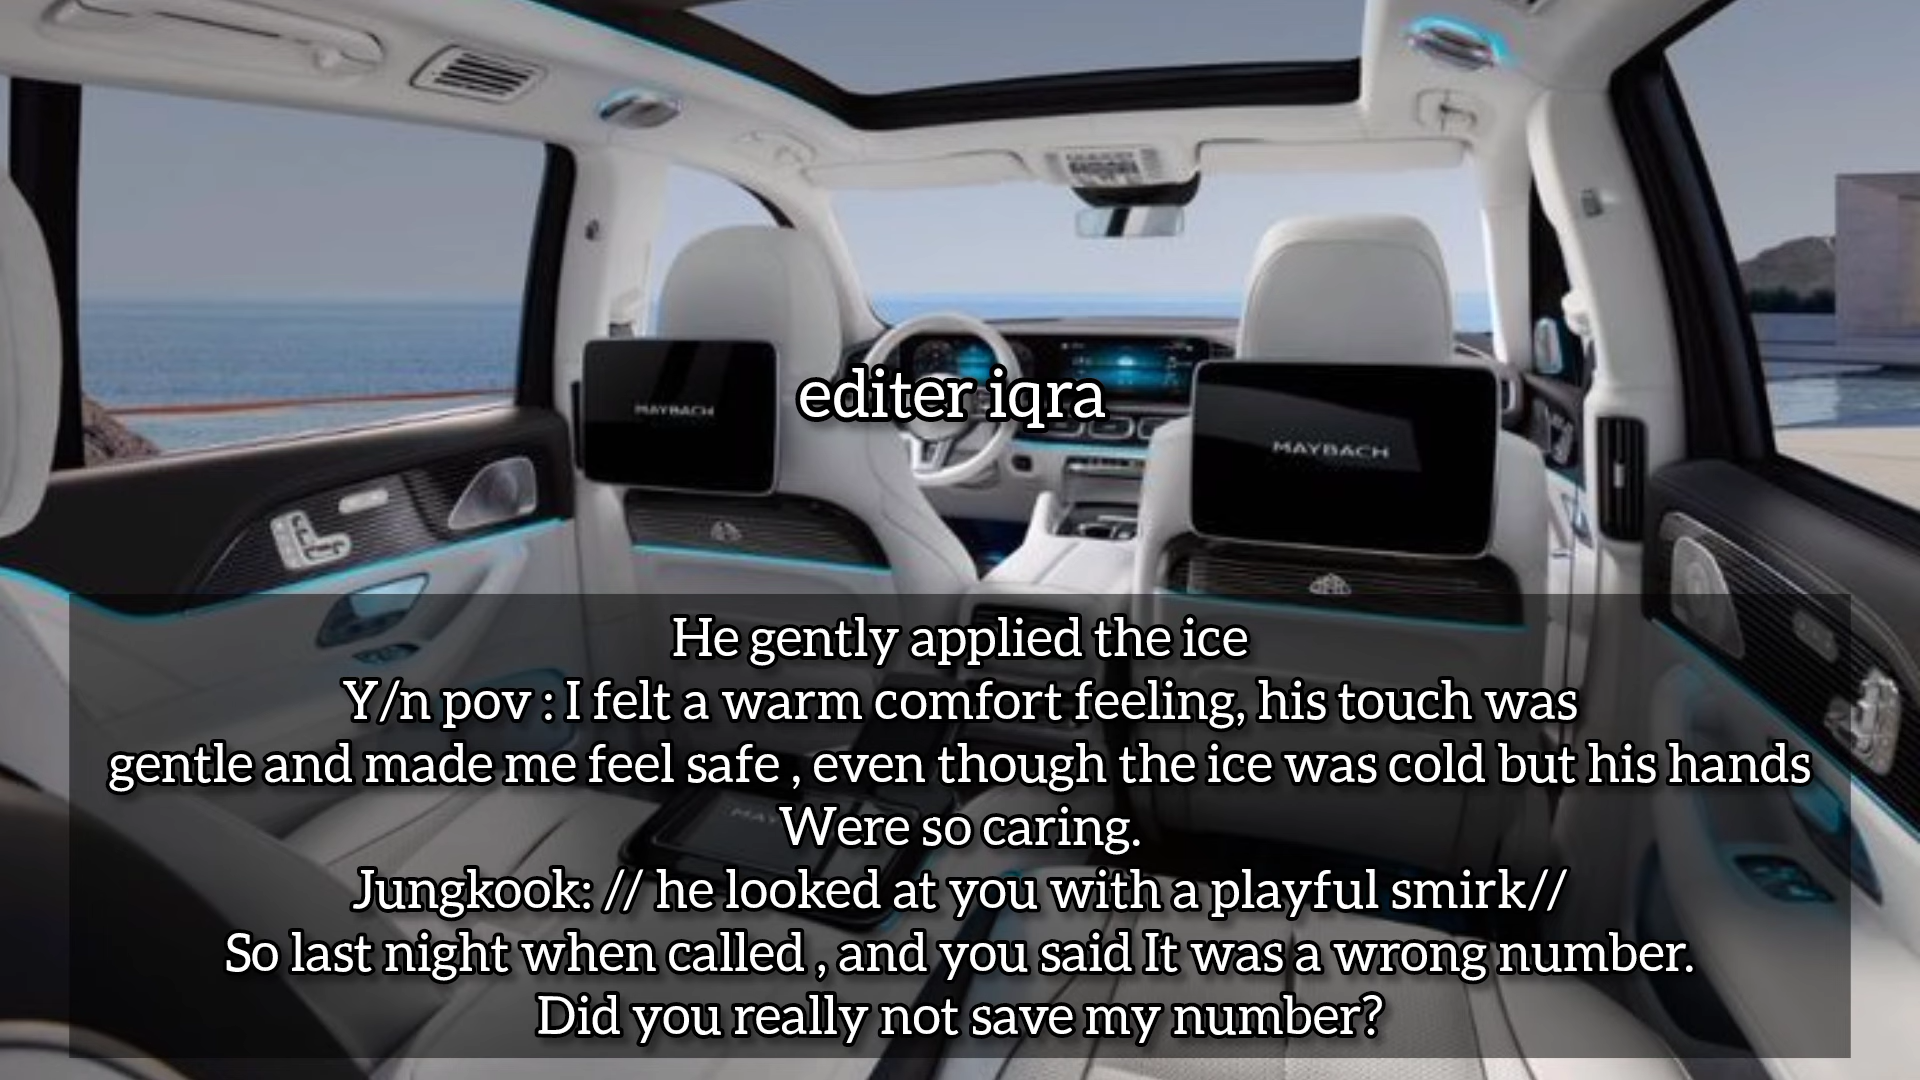 MAYBACH
editer iqra
MAYBACH
He gently applied the ice
Y/n pov : I felt a warm comfort feeling, his touch was
gentle and made me feel safe , even though the ice was cold but his hands
Were so caring.
Jungkook: // he looked at you with a playful smirk//
So last night when called , and you said It was a wrong number.
Did you really not save my number?